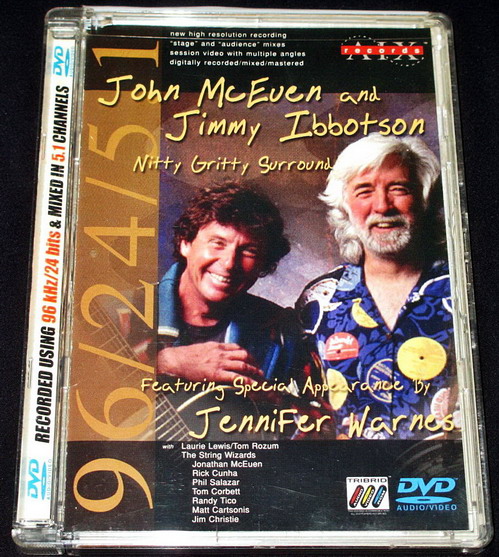 new high resolution recording
"stage" and "audience" mixes
session video with multiple angles
digitally recorded/mixed/mastered
AIX
records
John McEuen and
Jimmy Ibbotson
Nitty Gritty Surround
Featuring Special Appearance By
Jennifer Warnes
with Laurie Lewis/Tom Rozum
The String Wizards
Jonathan McEuen
Rick Cunha
Phil Salazar
Tom Corbett
Randy Tico
Matt Cartsonis
Jim Christie
TRIBRID
DVD
AUDIO/VIDEO
96/24/5.1
DVD
RECORDED USING 96 kHz/24 bits & MIXED IN 5.1 CHANNELS
DVD